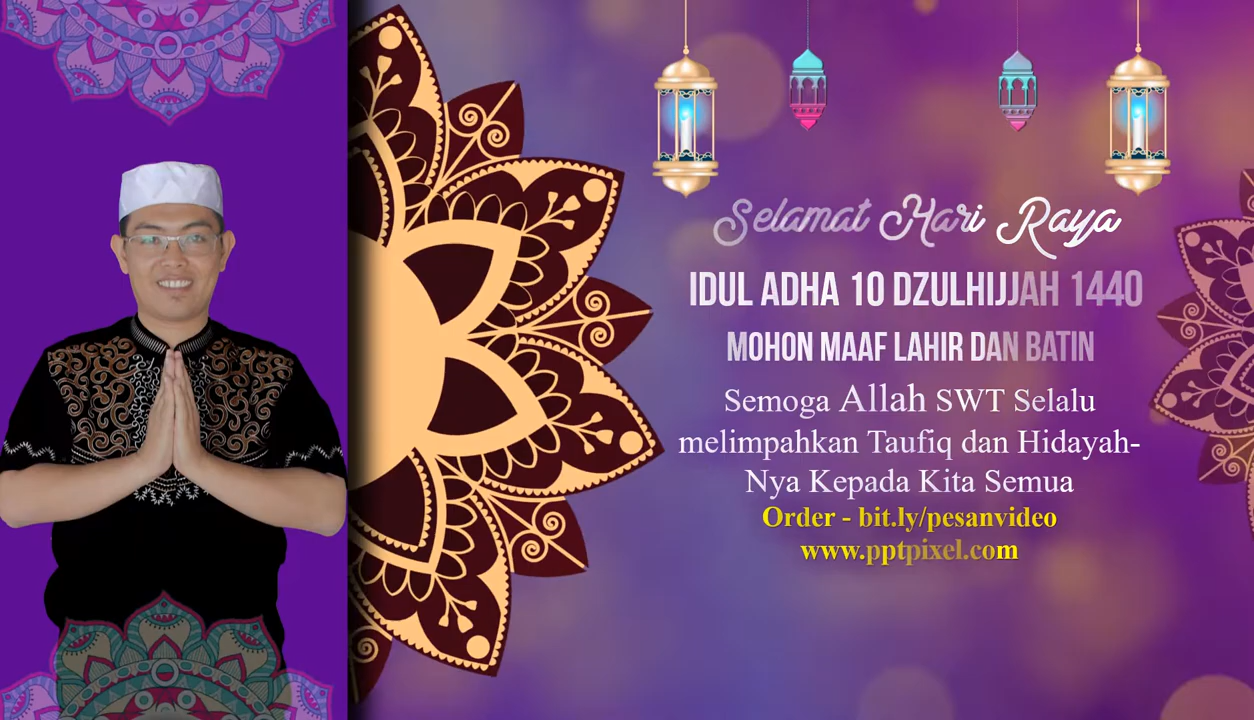 Selamat Hari Raya
IDUL ADHA 10 DZULHIJJAH 1440
MOHON MAAF LAHIR DAN BATIN
Semoga Allah SWT Selalu
melimpahkan Taufiq dan Hidayah-
Nya Kepada Kita Semua
Order - bit.ly/pesanvideo
www.pptpixel.com